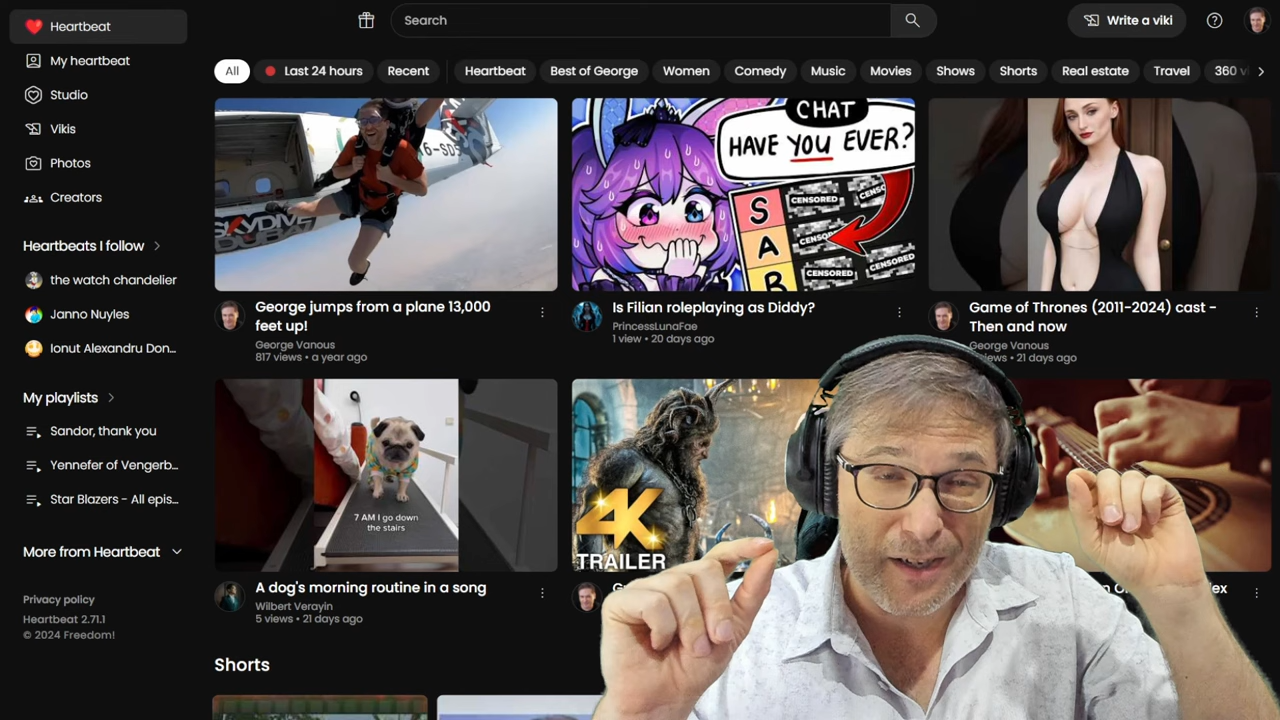 Heartbeat
Search
Write a viki
My heartbeat
Studio
Vikis
Photos
Creators
Heartbeats I follow
the watch chandelier
Janno Nuyles
Ionut Alexandru Don...
My playlists
Sandor, thank you
Yennefer of Vengerb...
Star Blazers - All epis...
More from Heartbeat
Privacy policy
Heartbeat 2.71.1
© 2024 Freedom!
All
Last 24 hours
Recent
Heartbeat
Best of George
Women
Comedy
Music
Movies
Shows
Shorts
Real estate
Travel
360
SKYDIVE
DUBAI
CHAT
HAVE YOU EVER?
S
A
B
CENSORED
CENSORED
CENSORED
George jumps from a plane 13,000
feet up!
George Vanous
817 views • a year ago
Is Filian roleplaying as Diddy?
PrincessLunaFae
1 view • 20 days ago
Game of Thrones (2011-2024) cast -
Then and now
George Vanous
views • 21 days ago
7 AM I go down
the stairs
4K
TRAILER
A dog's morning routine in a song
Wilbert Verayin
5 views • 21 days ago
Shorts